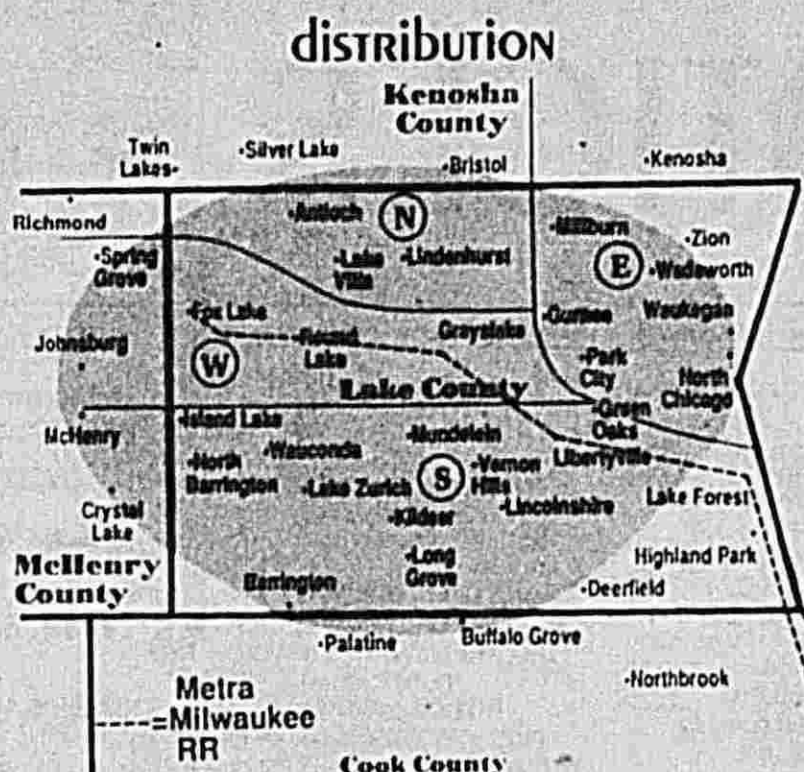 distribution
Kenosha
County
Twin
Lakes
Silver Lake
Bristol
Kenosha
Richmond
Antioch
N
Millburn
Zion
Spring
Grove
Lake
Villa
Lindenhurst
E
Wadsworth
Fox Lake
Grayslake
Gurnee
Waukegan
Johnsburg
W
Round
Lake
Park
City
Lake County
North
Chicago
McHenry
Island Lake
Green
Oaks
Wauconda
Mundelein
North
Barrington
Lake Zurich
S
Vernon
Hills
Libertyville
Crystal
Lake
Kildeer
Lincolnshire
Lake Forest
McHenry
County
Barrington
Long
Grove
Highland Park
Deerfield
Palatine
Buffalo Grove
Northbrook
Metra
----=Milwaukee
RR
Cook County